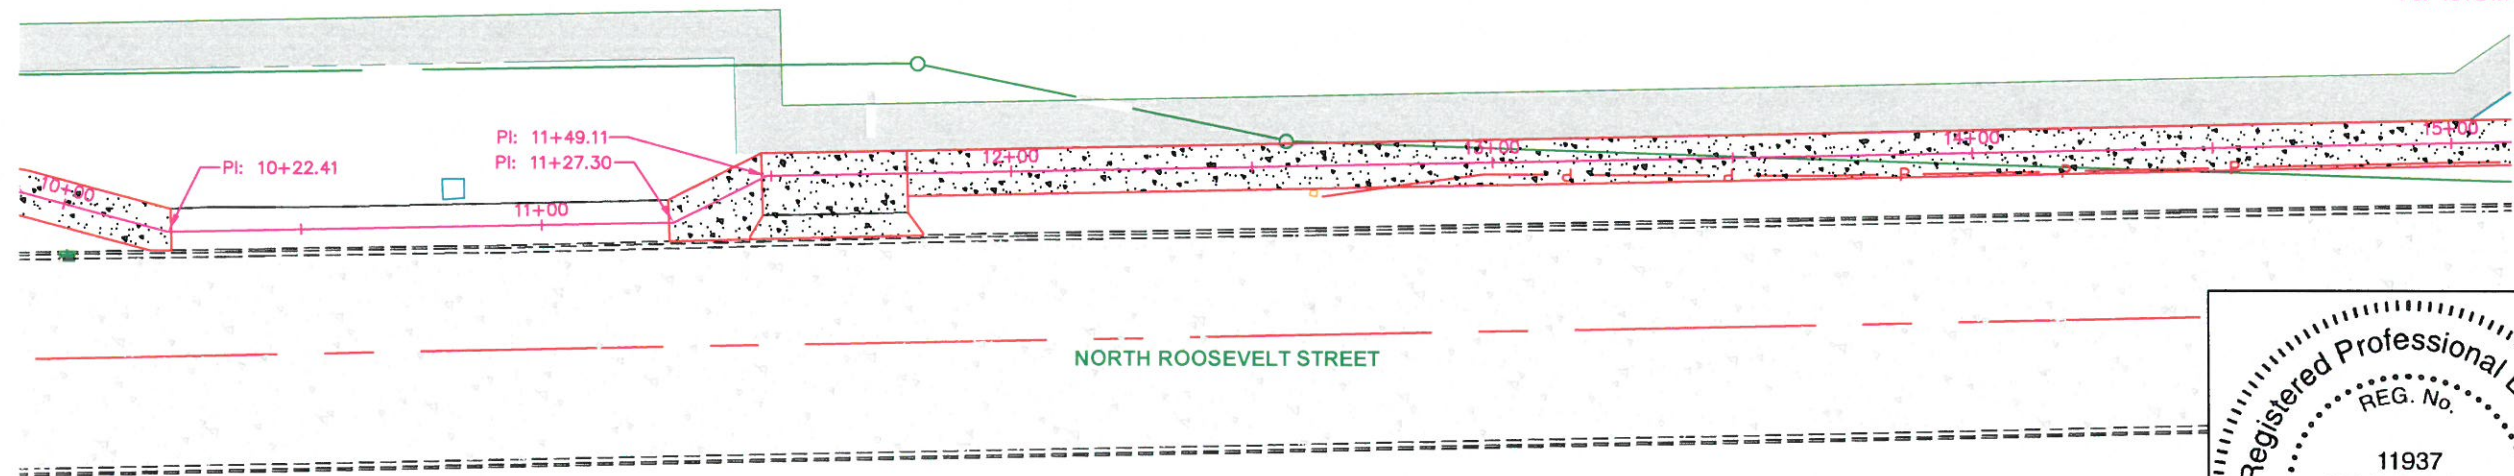 PI: 11+49.11
PI: 11+27.30
PI: 10+22.41
10+00
11+00
12+00
13+00
14+00
15+00
P
P
P
P
P
NORTH ROOSEVELT STREET
Registered Professional
REG. No.
11937